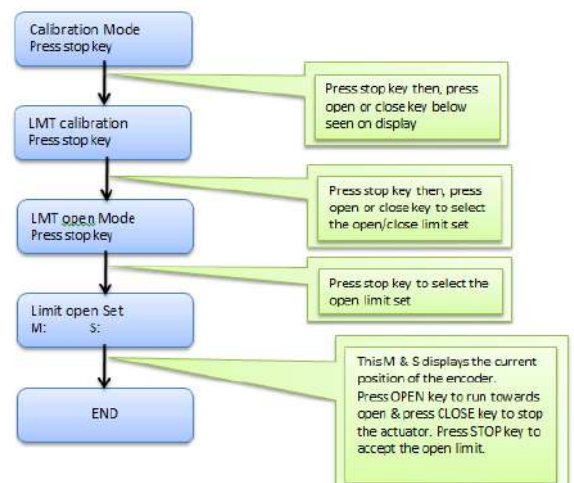 Calibration Mode
Press stop key
Press stop key then, press
open or close key below
seen on display
LMT calibration
Press stop key
Press stop key then, press
open or close key to select
the open/close limit set
LMT open Mode
Press stop key
Press stop key to select the
open limit set
Limit open Set
M: S:
This M & S displays the current
position of the encoder.
Press OPEN key to run towards
open & press CLOSE key to stop
the actuator. Press STOP key to
accept the open limit.
END